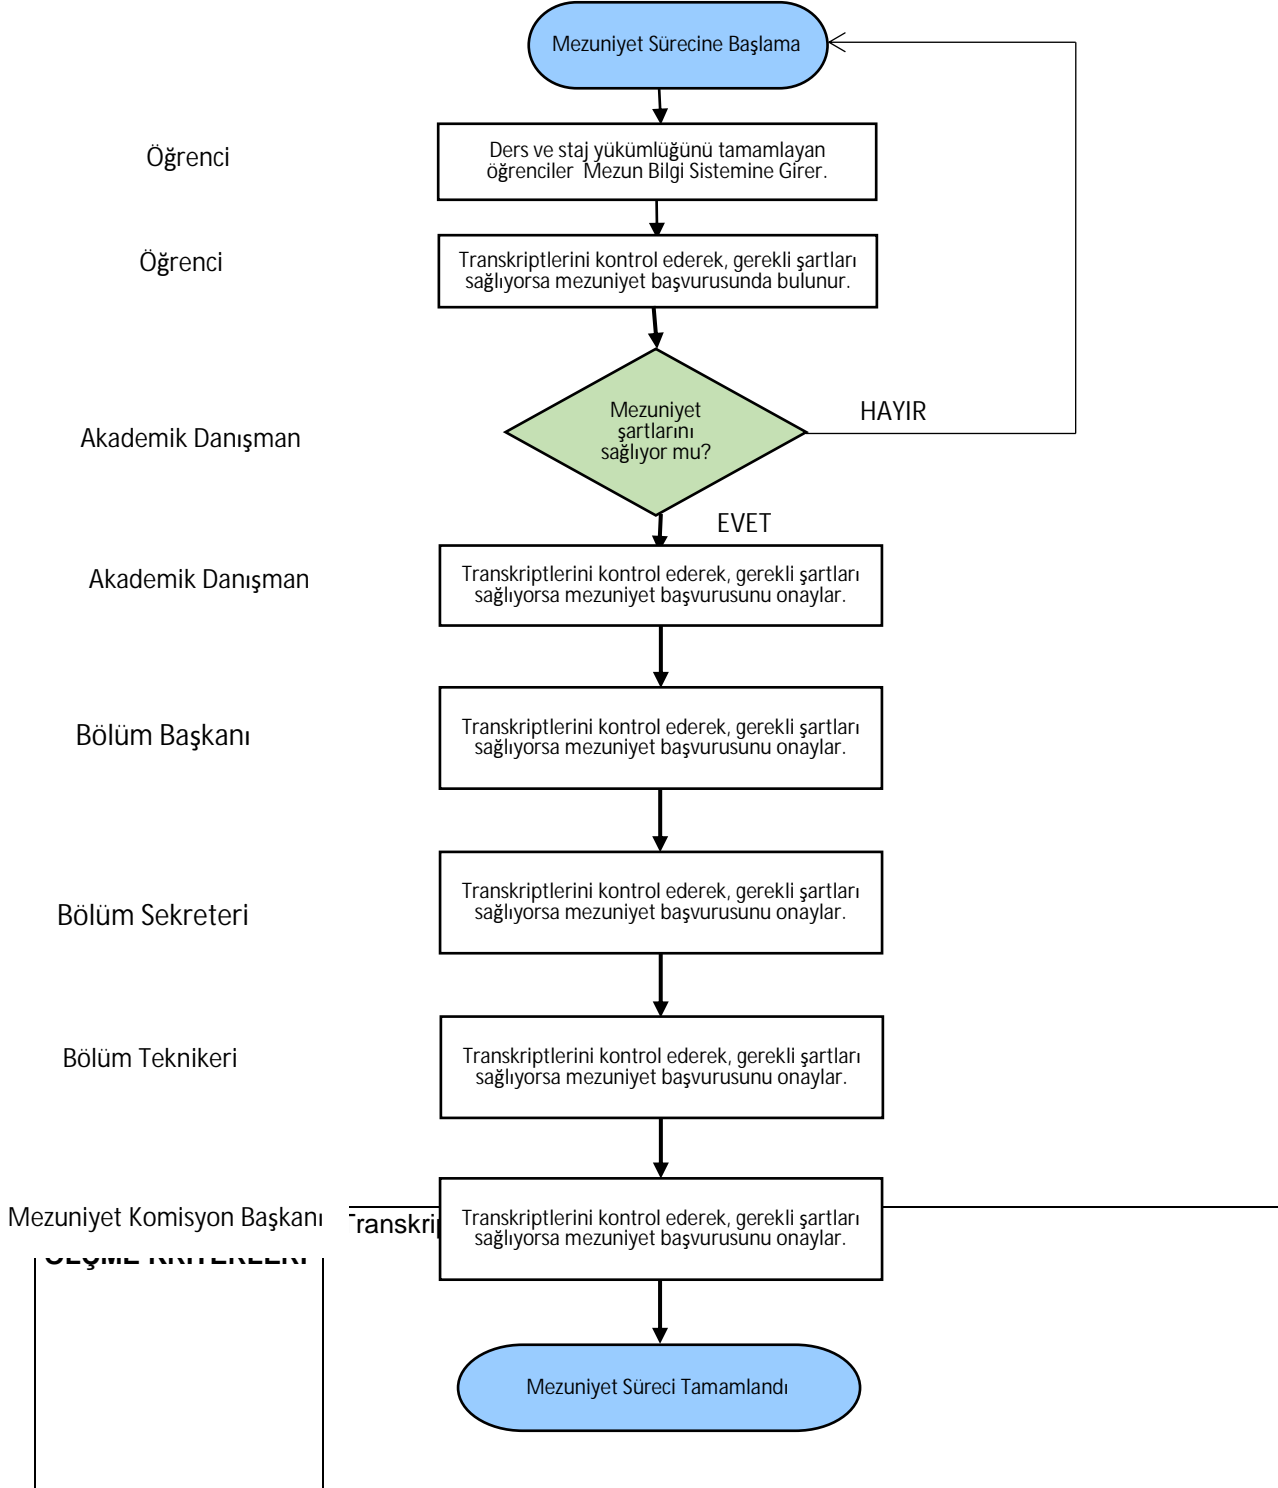 Mezuniyet Sürecine Başlama
Öğrenci
Ders ve staj yükümlüğünü tamamlayan
öğrenciler Mezun Bilgi Sistemine Girer.
Öğrenci
Transkriptlerini kontrol ederek, gerekli şartları
sağlıyorsa mezuniyet başvurusunda bulunur.
Akademik Danışman
Mezuniyet
şartlarını
sağlıyor mu?
HAYIR
EVET
Akademik Danışman
Transkriptlerini kontrol ederek, gerekli şartları
sağlıyorsa mezuniyet başvurusunu onaylar.
Bölüm Başkanı
Transkriptlerini kontrol ederek, gerekli şartları
sağlıyorsa mezuniyet başvurusunu onaylar.
Bölüm Sekreteri
Transkriptlerini kontrol ederek, gerekli şartları
sağlıyorsa mezuniyet başvurusunu onaylar.
Bölüm Teknikeri
Transkriptlerini kontrol ederek, gerekli şartları
sağlıyorsa mezuniyet başvurusunu onaylar.
Mezuniyet Komisyon Başkanı
Transkriptlerini kontrol ederek, gerekli şartları
sağlıyorsa mezuniyet başvurusunu onaylar.
ÖLÇME KRİTERLERİ
Mezuniyet Süreci Tamamlandı